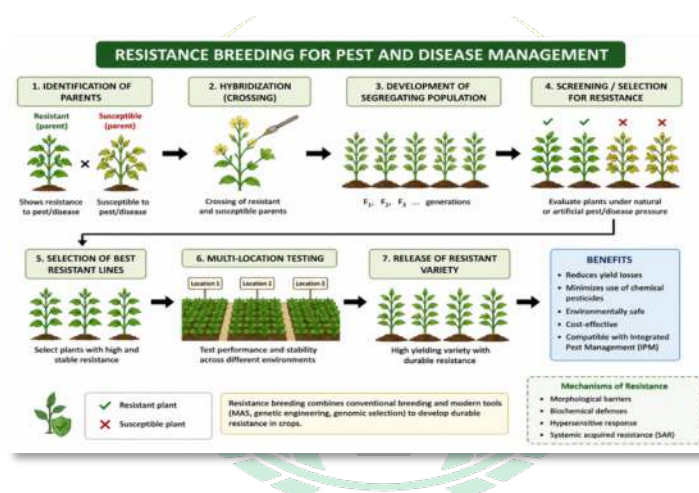 RESISTANCE BREEDING FOR PEST AND DISEASE MANAGEMENT
1. IDENTIFICATION OF
PARENTS
Resistant
(parent)
Susceptible
(parent)
×
Shows resistance
to pest/disease
Susceptible to
pest/disease
2. HYBRIDIZATION
(CROSSING)
Crossing of resistant
and susceptible parents
3. DEVELOPMENT OF
SEGREGATING POPULATION
F1, F2, F3 ... generations
4. SCREENING / SELECTION
FOR RESISTANCE
Evaluate plants under natural
or artificial pest/disease
pressure
5. SELECTION OF BEST
RESISTANT LINES
Select plants with high and
stable resistance
6. MULTI-LOCATION TESTING
Location 1
Location 2
Location 3
Test performance and stability
across different environments
7. RELEASE OF RESISTANT
VARIETY
High yielding variety with
durable resistance
BENEFITS
• Reduces yield losses
• Minimizes use of chemical
pesticides
• Environmentally safe
• Cost-effective
• Compatible with Integrated
Pest Management (IPM)
Resistant plant
Susceptible plant
Resistance breeding combines conventional breeding and modern tools
(MAS, genetic engineering, genomic selection) to develop durable
resistance in crops.
Mechanisms of Resistance
• Morphological barriers
• Biochemical defenses
• Hypersensitive response
• Systemic acquired resistance (SAR)